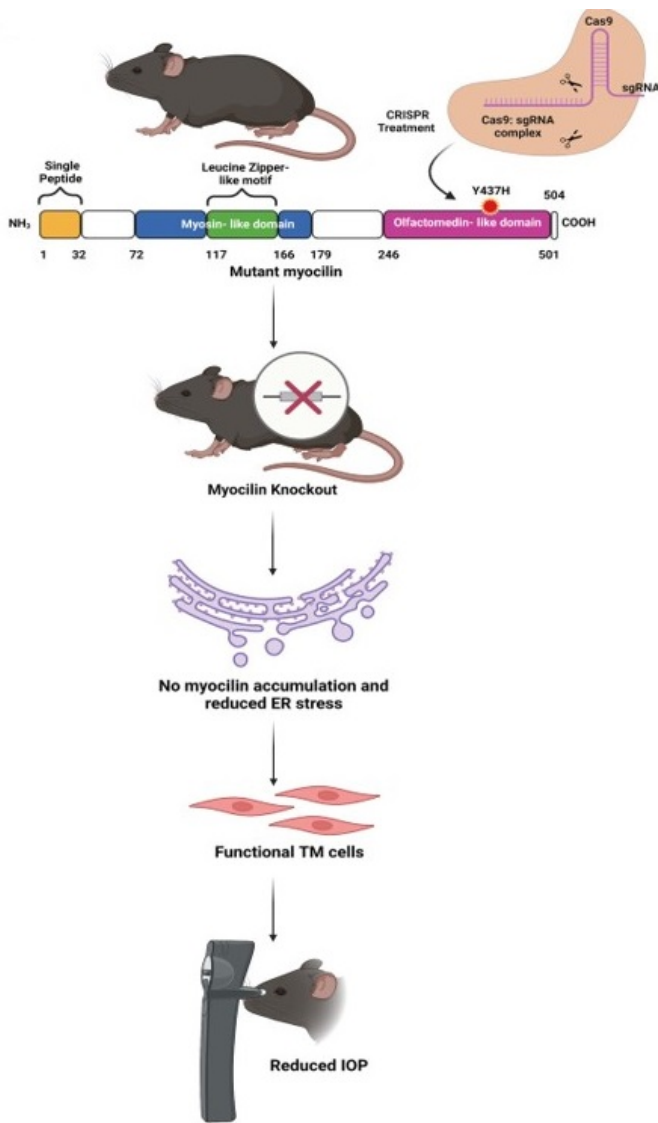 Cas9
sgRNA
Cas9: sgRNA
complex
CRISPR
Treatment
Single
Peptide
Leucine Zipper-
like motif
Y437H
504
NH₂
Myosin- like domain
Olfactomedin- like domain
COOH
1 32 72 117 166 179 246 501
Mutant myocilin
Myocilin Knockout
No myocilin accumulation and
reduced ER stress
Functional TM cells
Reduced IOP